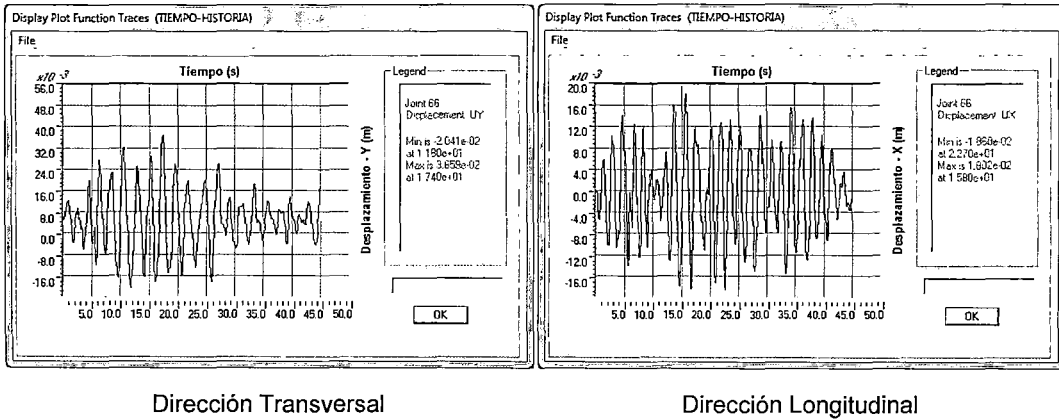 Display Plot Function Traces (TIEMPO-HISTORIA)
File
Tiempo (s)
x10 -3
56.0
48.0
40.0
32.0
24.0
16.0
8.0
0.0
-8.0
-16.0
5.0 10.0 15.0 20.0 25.0 30.0 35.0 40.0 45.0 50.0
Desplazamiento - Y (m)
Legend
Joint 66
Displacement UY
Min is -2.041e-02
at 1.180e+01
Max is 3.659e-02
at 1.740e+01
OK
Dirección Transversal
Display Plot Function Traces (TIEMPO-HISTORIA)
File
Tiempo (s)
x10 -3
20.0
16.0
12.0
8.0
4.0
0.0
-4.0
-8.0
-12.0
-16.0
5.0 10.0 15.0 20.0 25.0 30.0 35.0 40.0 45.0 50.0
Desplazamiento - X (m)
Legend
Joint 66
Displacement UX
Min is
at 2.270e+01
Max is
at 1.580e+01
OK
Dirección Longitudinal